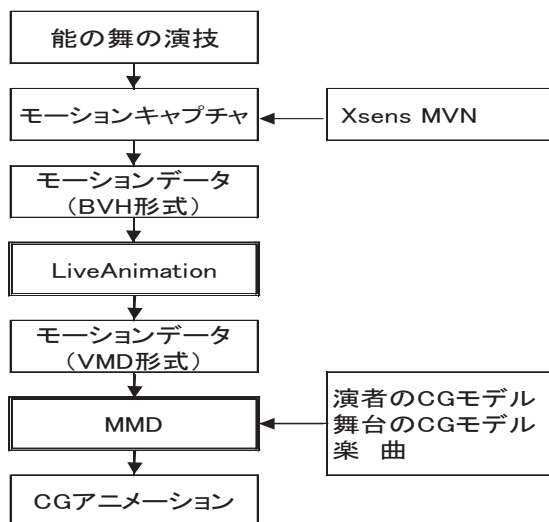 能の舞の演技
モーションキャプチャ
Xsens MVN
モーションデータ
(BVH形式)
LiveAnimation
モーションデータ
(VMD形式)
MMD
演者のCGモデル
舞台のCGモデル
楽 曲
CGアニメーション